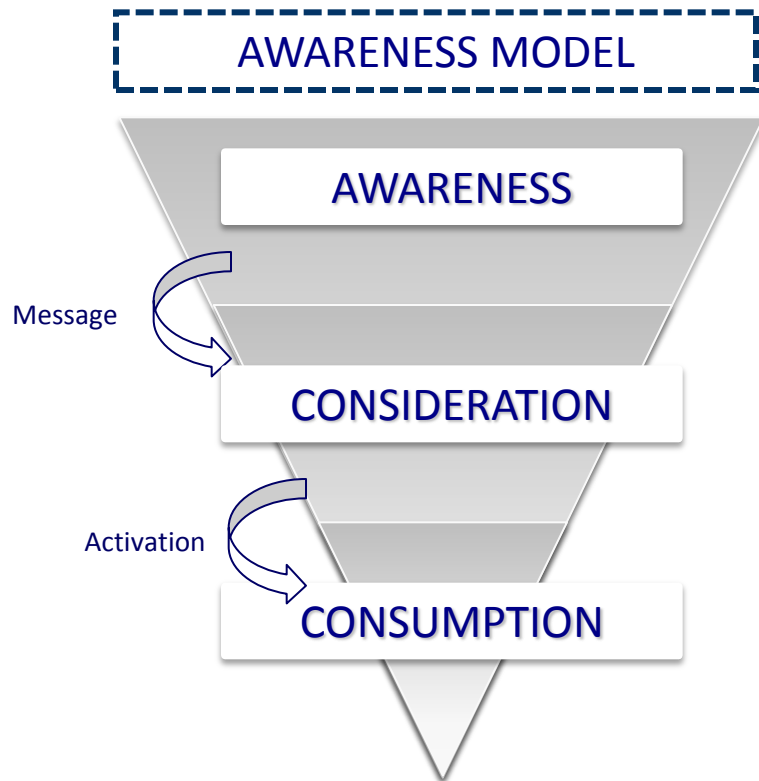 AWARENESS MODEL
AWARENESS
Message
CONSIDERATION
Activation
CONSUMPTION